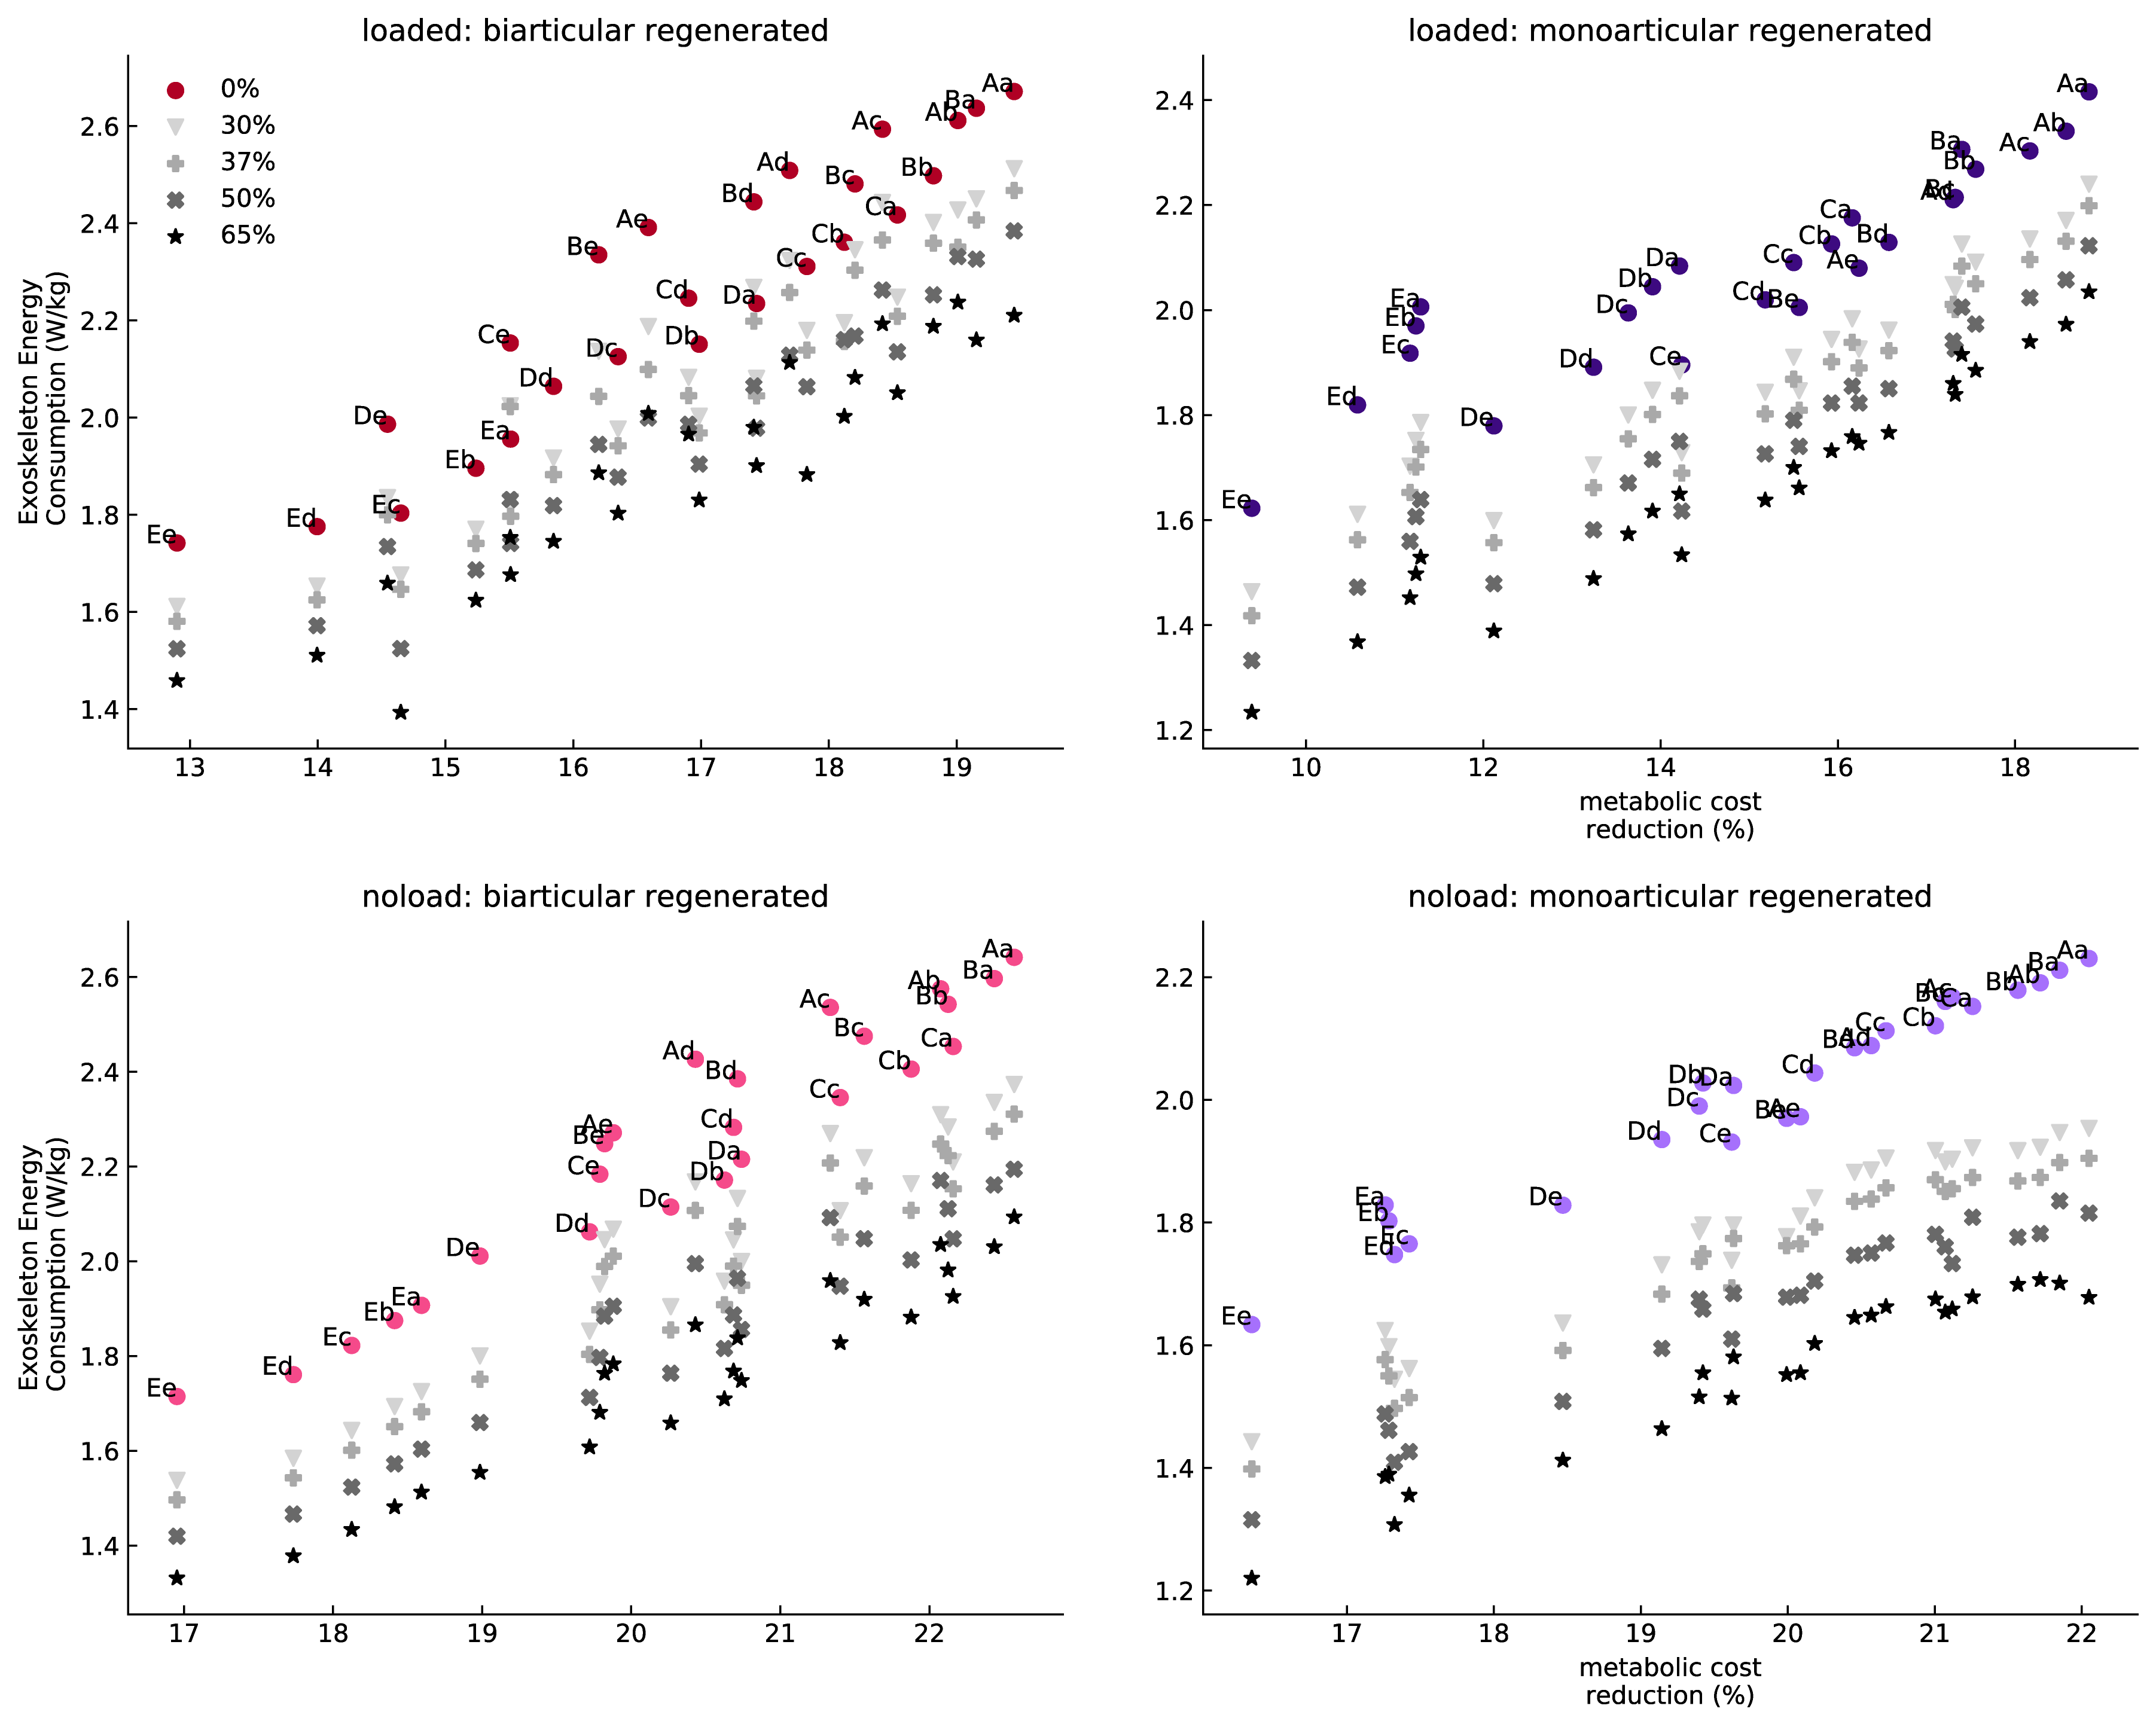 loaded: biarticular regenerated
0%
30%
37%
50%
65%
Aa
Ba
Ab
Ac
Ad
Bc
Bb
Bd
Ca
Ae
Cb
Be
Cc
Cd
Da
Ce
Db
Dc
Dd
De
Ea
Eb
Ec
Ed
Ee
2.6
2.4
2.2
2.0
1.8
1.6
1.4
Exoskeleton Energy
Consumption (W/kg)
13 14 15 16 17 18 19
loaded: monoarticular regenerated
Aa
Ab
Ac
Ba
Bb
Bc
Ad
Ca
Cb
Bd
Cc
Ae
Da
Db
Cd
Be
Dc
Ea
Eb
Ec
Dd
Ce
Ed
De
Ee
2.4
2.2
2.0
1.8
1.6
1.4
1.2
10 12 14 16 18
metabolic cost
reduction (%)
noload: biarticular regenerated
Aa
Ba
Ab
Bb
Ac
Bc
Ca
Cb
Ad
Bd
Cc
Cd
Ae
Be
Da
Ce
Db
Dc
Dd
De
Ea
Eb
Ec
Ed
Ee
2.6
2.4
2.2
2.0
1.8
1.6
1.4
Exoskeleton Energy
Consumption (W/kg)
17 18 19 20 21 22
noload: monoarticular regenerated
Aa
Ba
Ab
Bb
Ac
Bc
Ca
Cb
Cc
Bd
Ad
Cd
Db
Da
Dc
Be
Ae
Dd
Ce
De
Ea
Eb
Ec
Ed
Ee
2.2
2.0
1.8
1.6
1.4
1.2
17 18 19 20 21 22
metabolic cost
reduction (%)